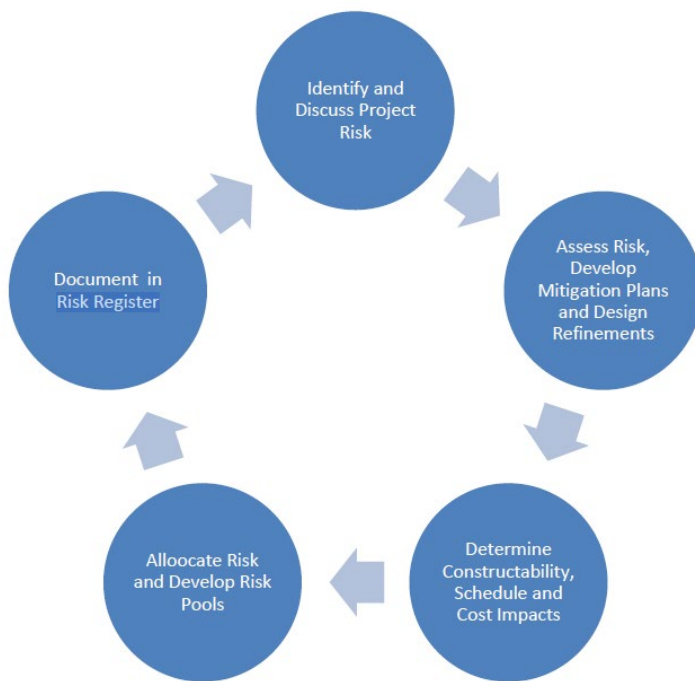 Identify and
Discuss Project
Risk
Assess Risk,
Develop
Mitigation Plans
and Design
Refinements
Determine
Constructability,
Schedule and
Cost Impacts
Alloocate Risk
and Develop Risk
Pools
Document in
Risk Register